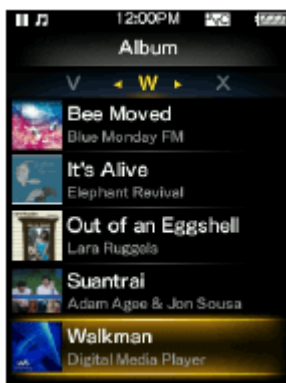 12:00PM
Album
V W X
Bee Moved
Blue Monday FM
It's Alive
Elephant Revival
Out of an Eggshell
Lara Ruggels
Suantrai
Adam Agee & Jon Sousa
Walkman
Digital Media Player